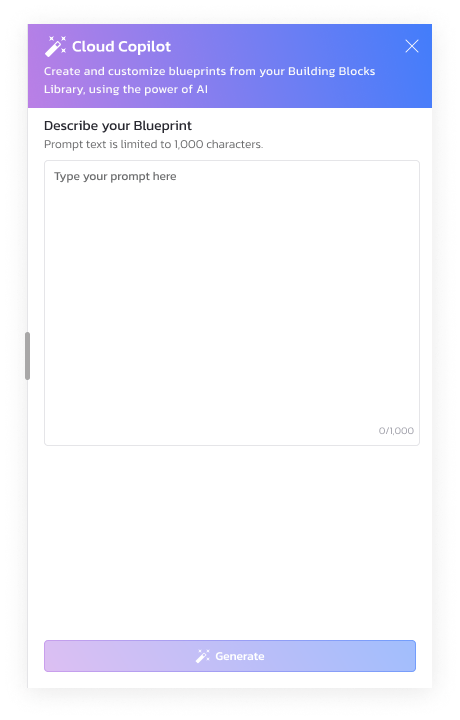 Cloud Copilot
Create and customize blueprints from your Building Blocks
Library, using the power of AI
Describe your Blueprint
Prompt text is limited to 1,000 characters.
Type your prompt here
0/1,000
Generate